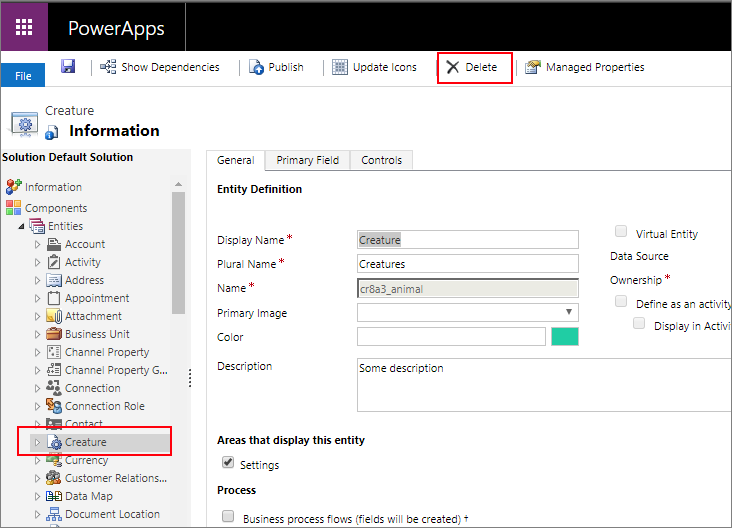 PowerApps
File
Show Dependencies
Publish
Update Icons
Delete
Managed Properties
Creature
Information
Solution Default Solution
Information
Components
Entities
Account
Activity
Address
Appointment
Attachment
Business Unit
Channel Property
Channel Property G...
Connection
Connection Role
Contact
Creature
Currency
Customer Relations...
Data Map
Document Location
General
Primary Field
Controls
Entity Definition
Display Name *
Creature
Plural Name *
Creatures
Name *
cr8a3_animal
Primary Image
Color
Description
Some description
Virtual Entity
Data Source
Ownership *
Define as an activity
Display in Activi
Areas that display this entity
Settings
Process
Business process flows (fields will be created) †